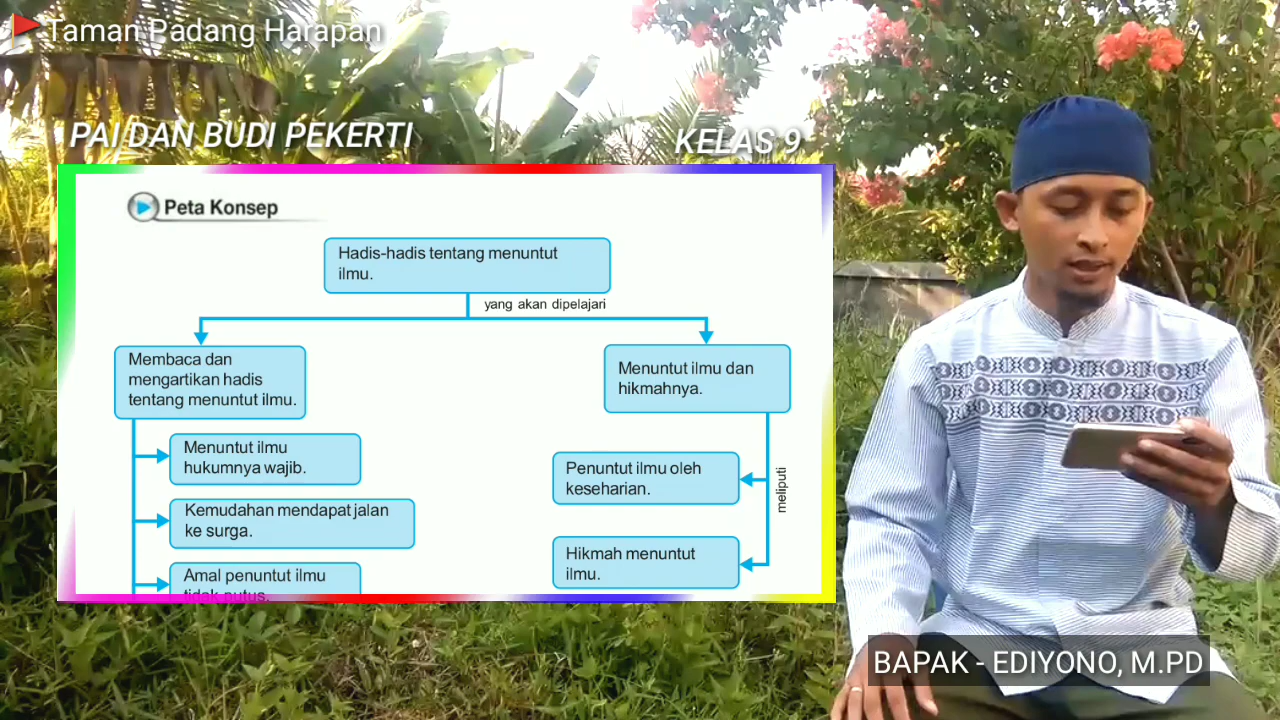 Taman Padang Harapan
PAI DAN BUDI PEKERTI
KELAS 9
Peta Konsep
Hadis-hadis tentang menuntut
ilmu.
yang akan dipelajari
Membaca dan
mengartikan hadis
tentang menuntut ilmu.
Menuntut ilmu
hukumnya wajib.
Kemudahan mendapat jalan
ke surga.
Amal penuntut ilmu
tidak putus.
Menuntut ilmu dan
hikmahnya.
Penuntut ilmu oleh
keseharian.
Hikmah menuntut
ilmu.
meliputi
BAPAK - EDIYONO, M.PD